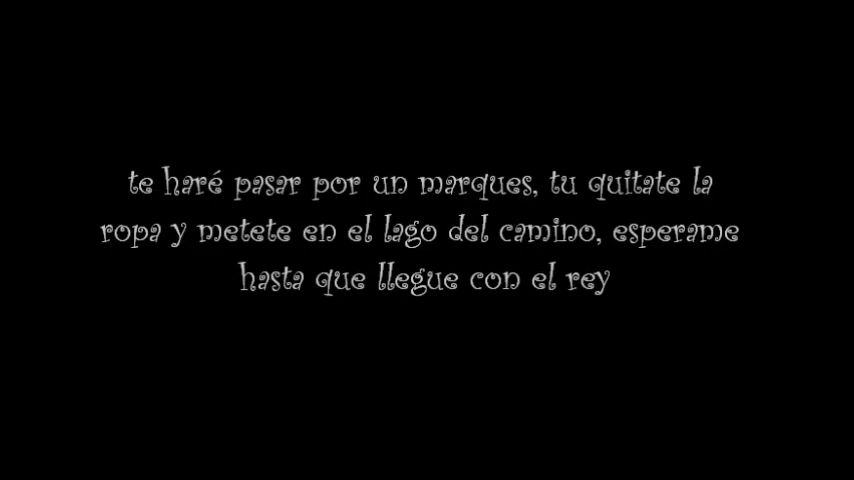 te haré pasar por un marques, tu quitate la
ropa y metete en el lago del camino, esperame
hasta que llegue con el rey